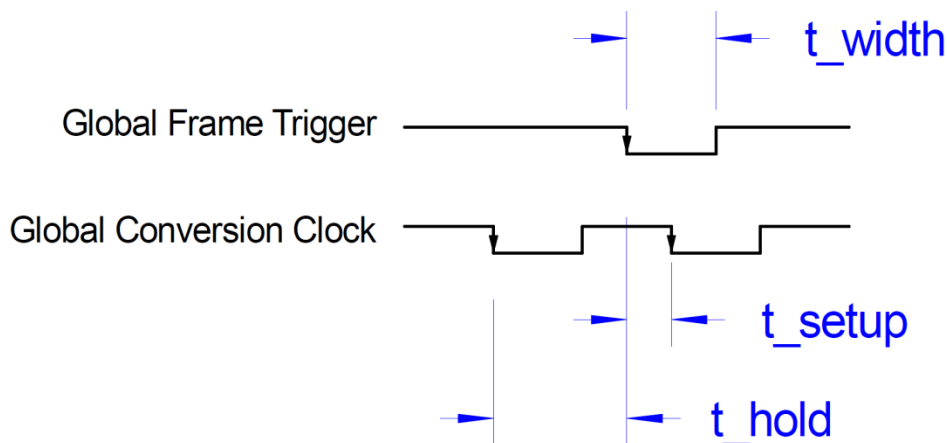 t_width
Global Frame Trigger
Global Conversion Clock
t_setup
t_hold